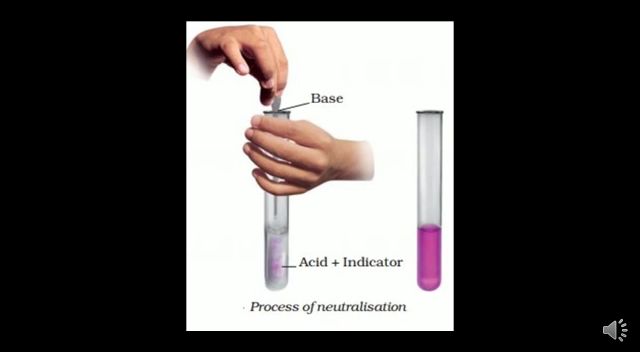 Base
Acid + Indicator
Process of neutralisation